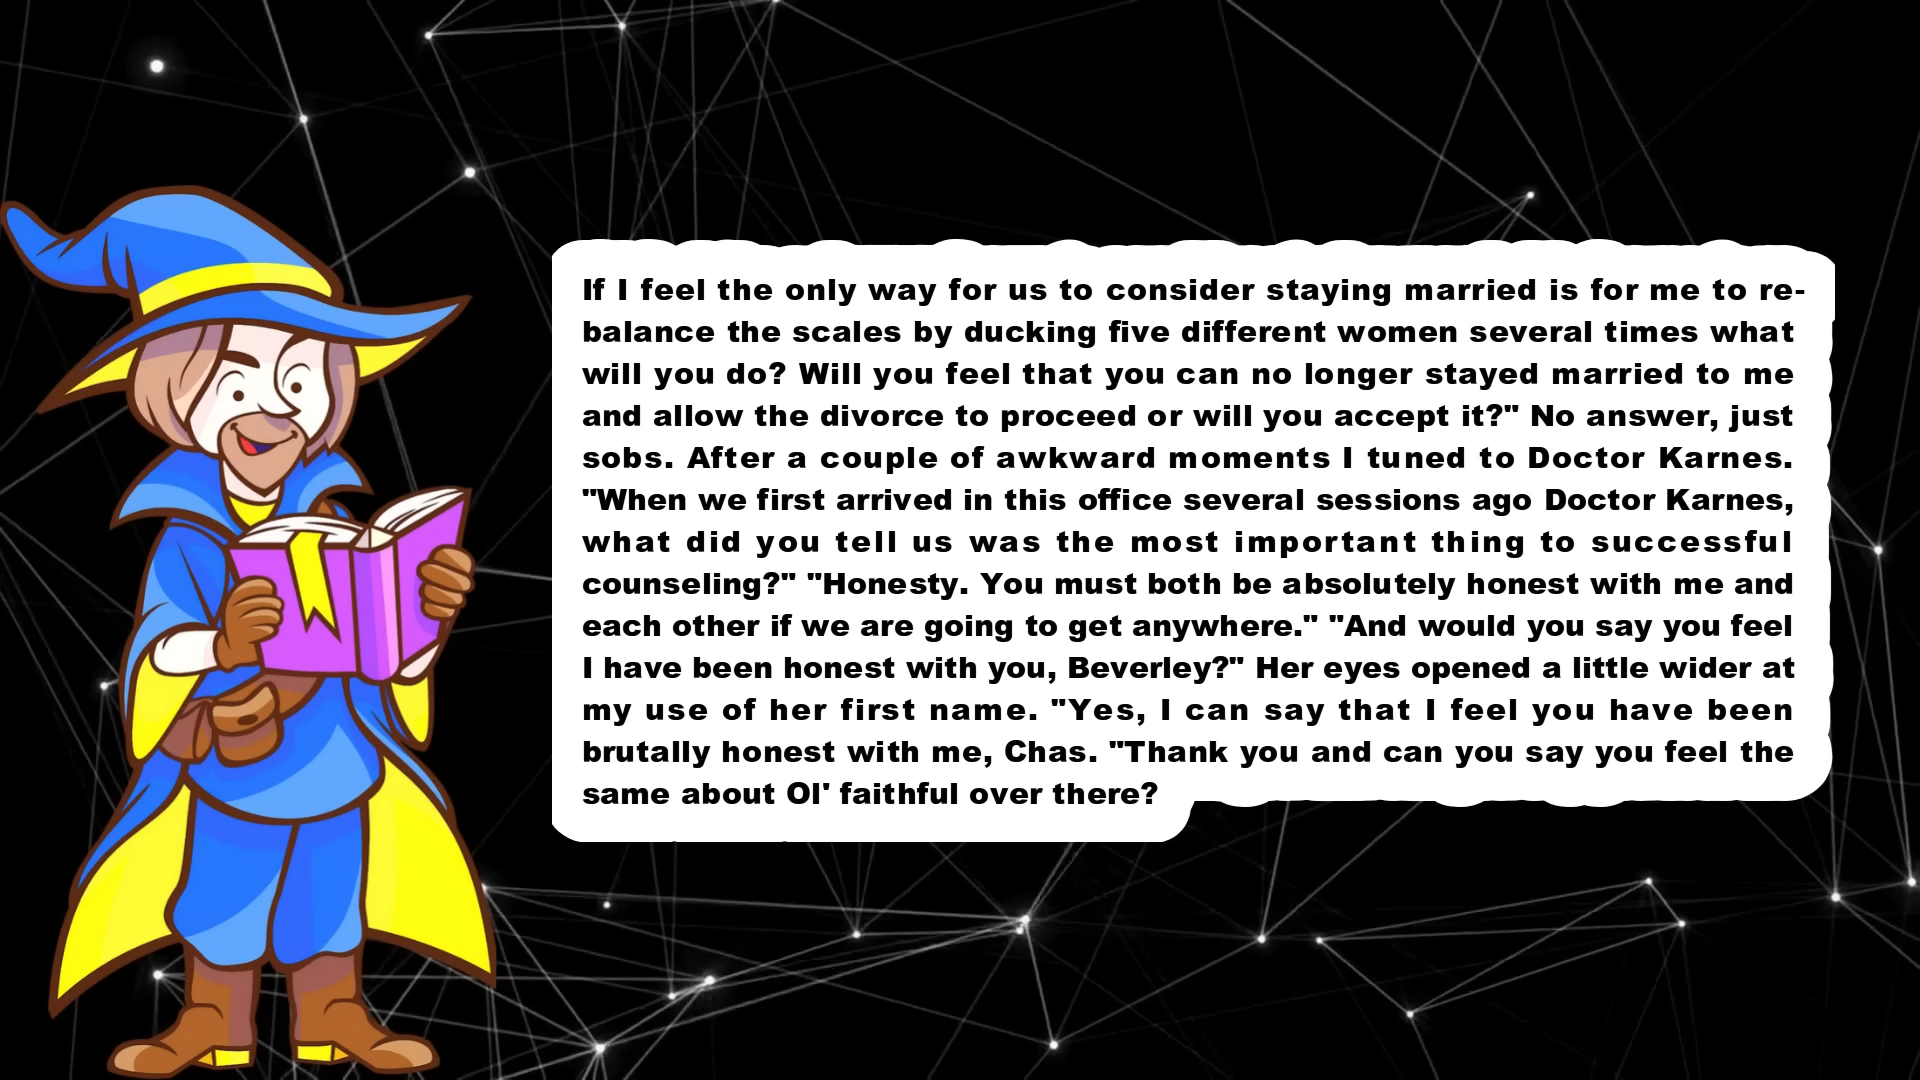 If I feel the only way for us to consider staying married is for me to re-
balance the scales by ducking five different women several times what
will you do? Will you feel that you can no longer stayed married to me
and allow the divorce to proceed or will you accept it?" No answer, just
sobs. After a couple of awkward moments I tuned to Doctor Karnes.
"When we first arrived in this office several sessions ago Doctor Karnes,
what did you tell us was the most important thing to successful
counseling?" "Honesty. You must both be absolutely honest with me and
each other if we are going to get anywhere." "And would you say you feel
I have been honest with you, Beverley?" Her eyes opened a little wider at
my use of her first name. "Yes, I can say that I feel you have been
brutally honest with me, Chas. "Thank you and can you say you feel the
same about Ol' faithful over there?